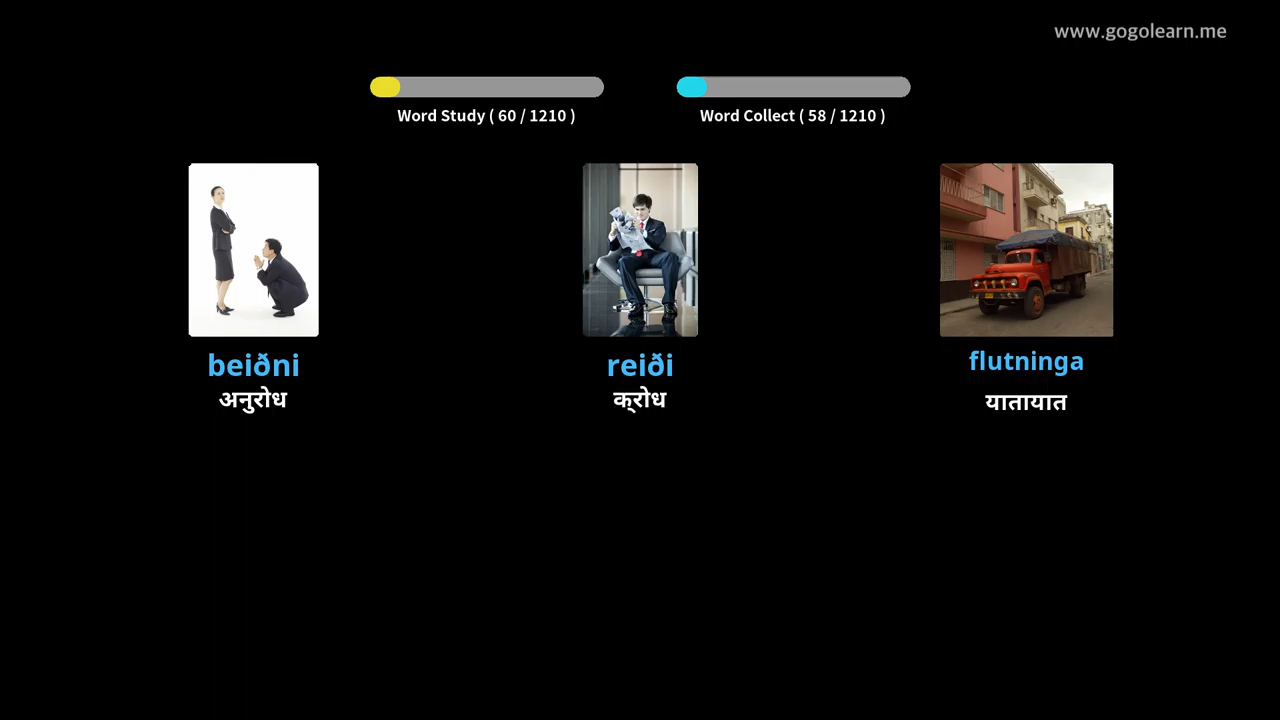 www.gogolearn.me
Word Study ( 60 / 1210 )
Word Collect ( 58 / 1210 )
beiðni
अनुरोध
reiði
क्रोध
flutninga
यातायात